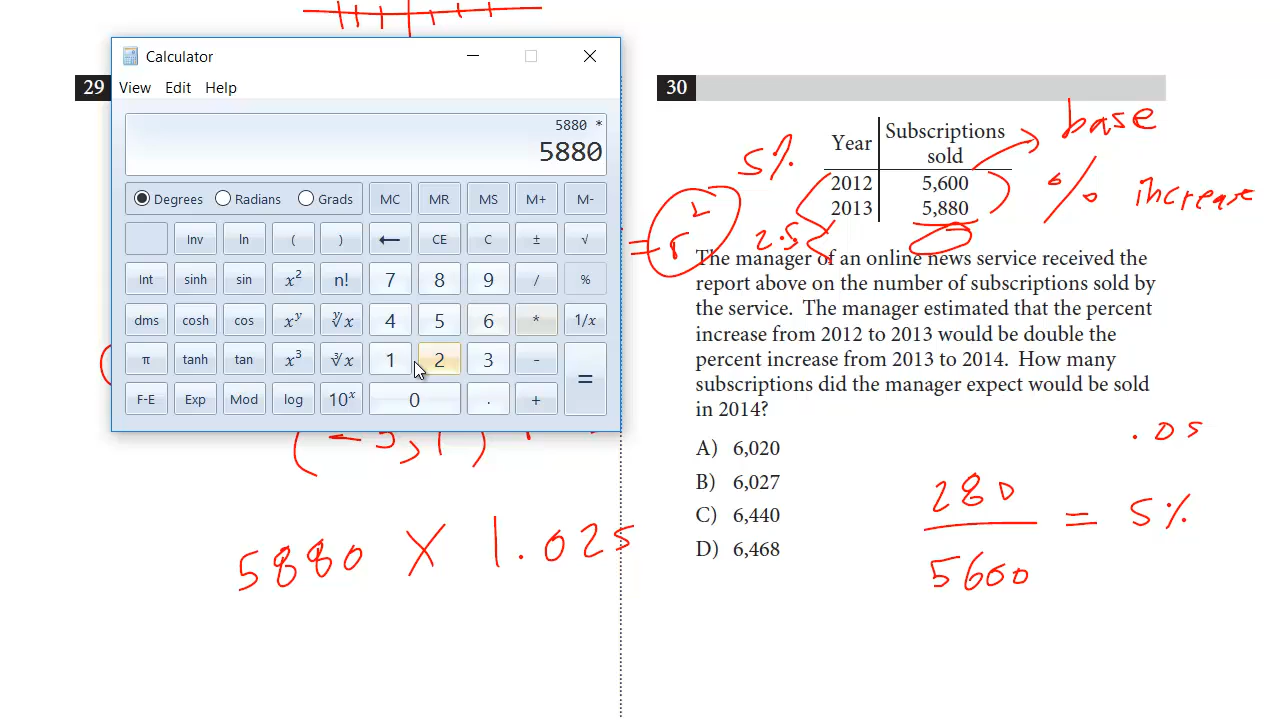 29
Calculator
View Edit Help
5880 *
5880
Degrees Radians Grads MC MR MS M+ M-
Inv ln ( ) ← CE C ± √
Int sinh sin x² n! 7 8 9 / %
dms cosh cos xʸ ʸ√x 4 5 6 * 1/x
π tanh tan x³ ³√x 1 2 3 - =
F-E Exp Mod log 10ˣ 0 . +
5880 X 1.025
30
Year Subscriptions sold
2012 5,600
2013 5,880
base
5%
% increase
2.5
= r²
The manager of an online news service received the
report above on the number of subscriptions sold by
the service. The manager estimated that the percent
increase from 2012 to 2013 would be double the
percent increase from 2013 to 2014. How many
subscriptions did the manager expect would be sold
in 2014?
A) 6,020
B) 6,027
C) 6,440
D) 6,468
.05
280
5600
= 5%